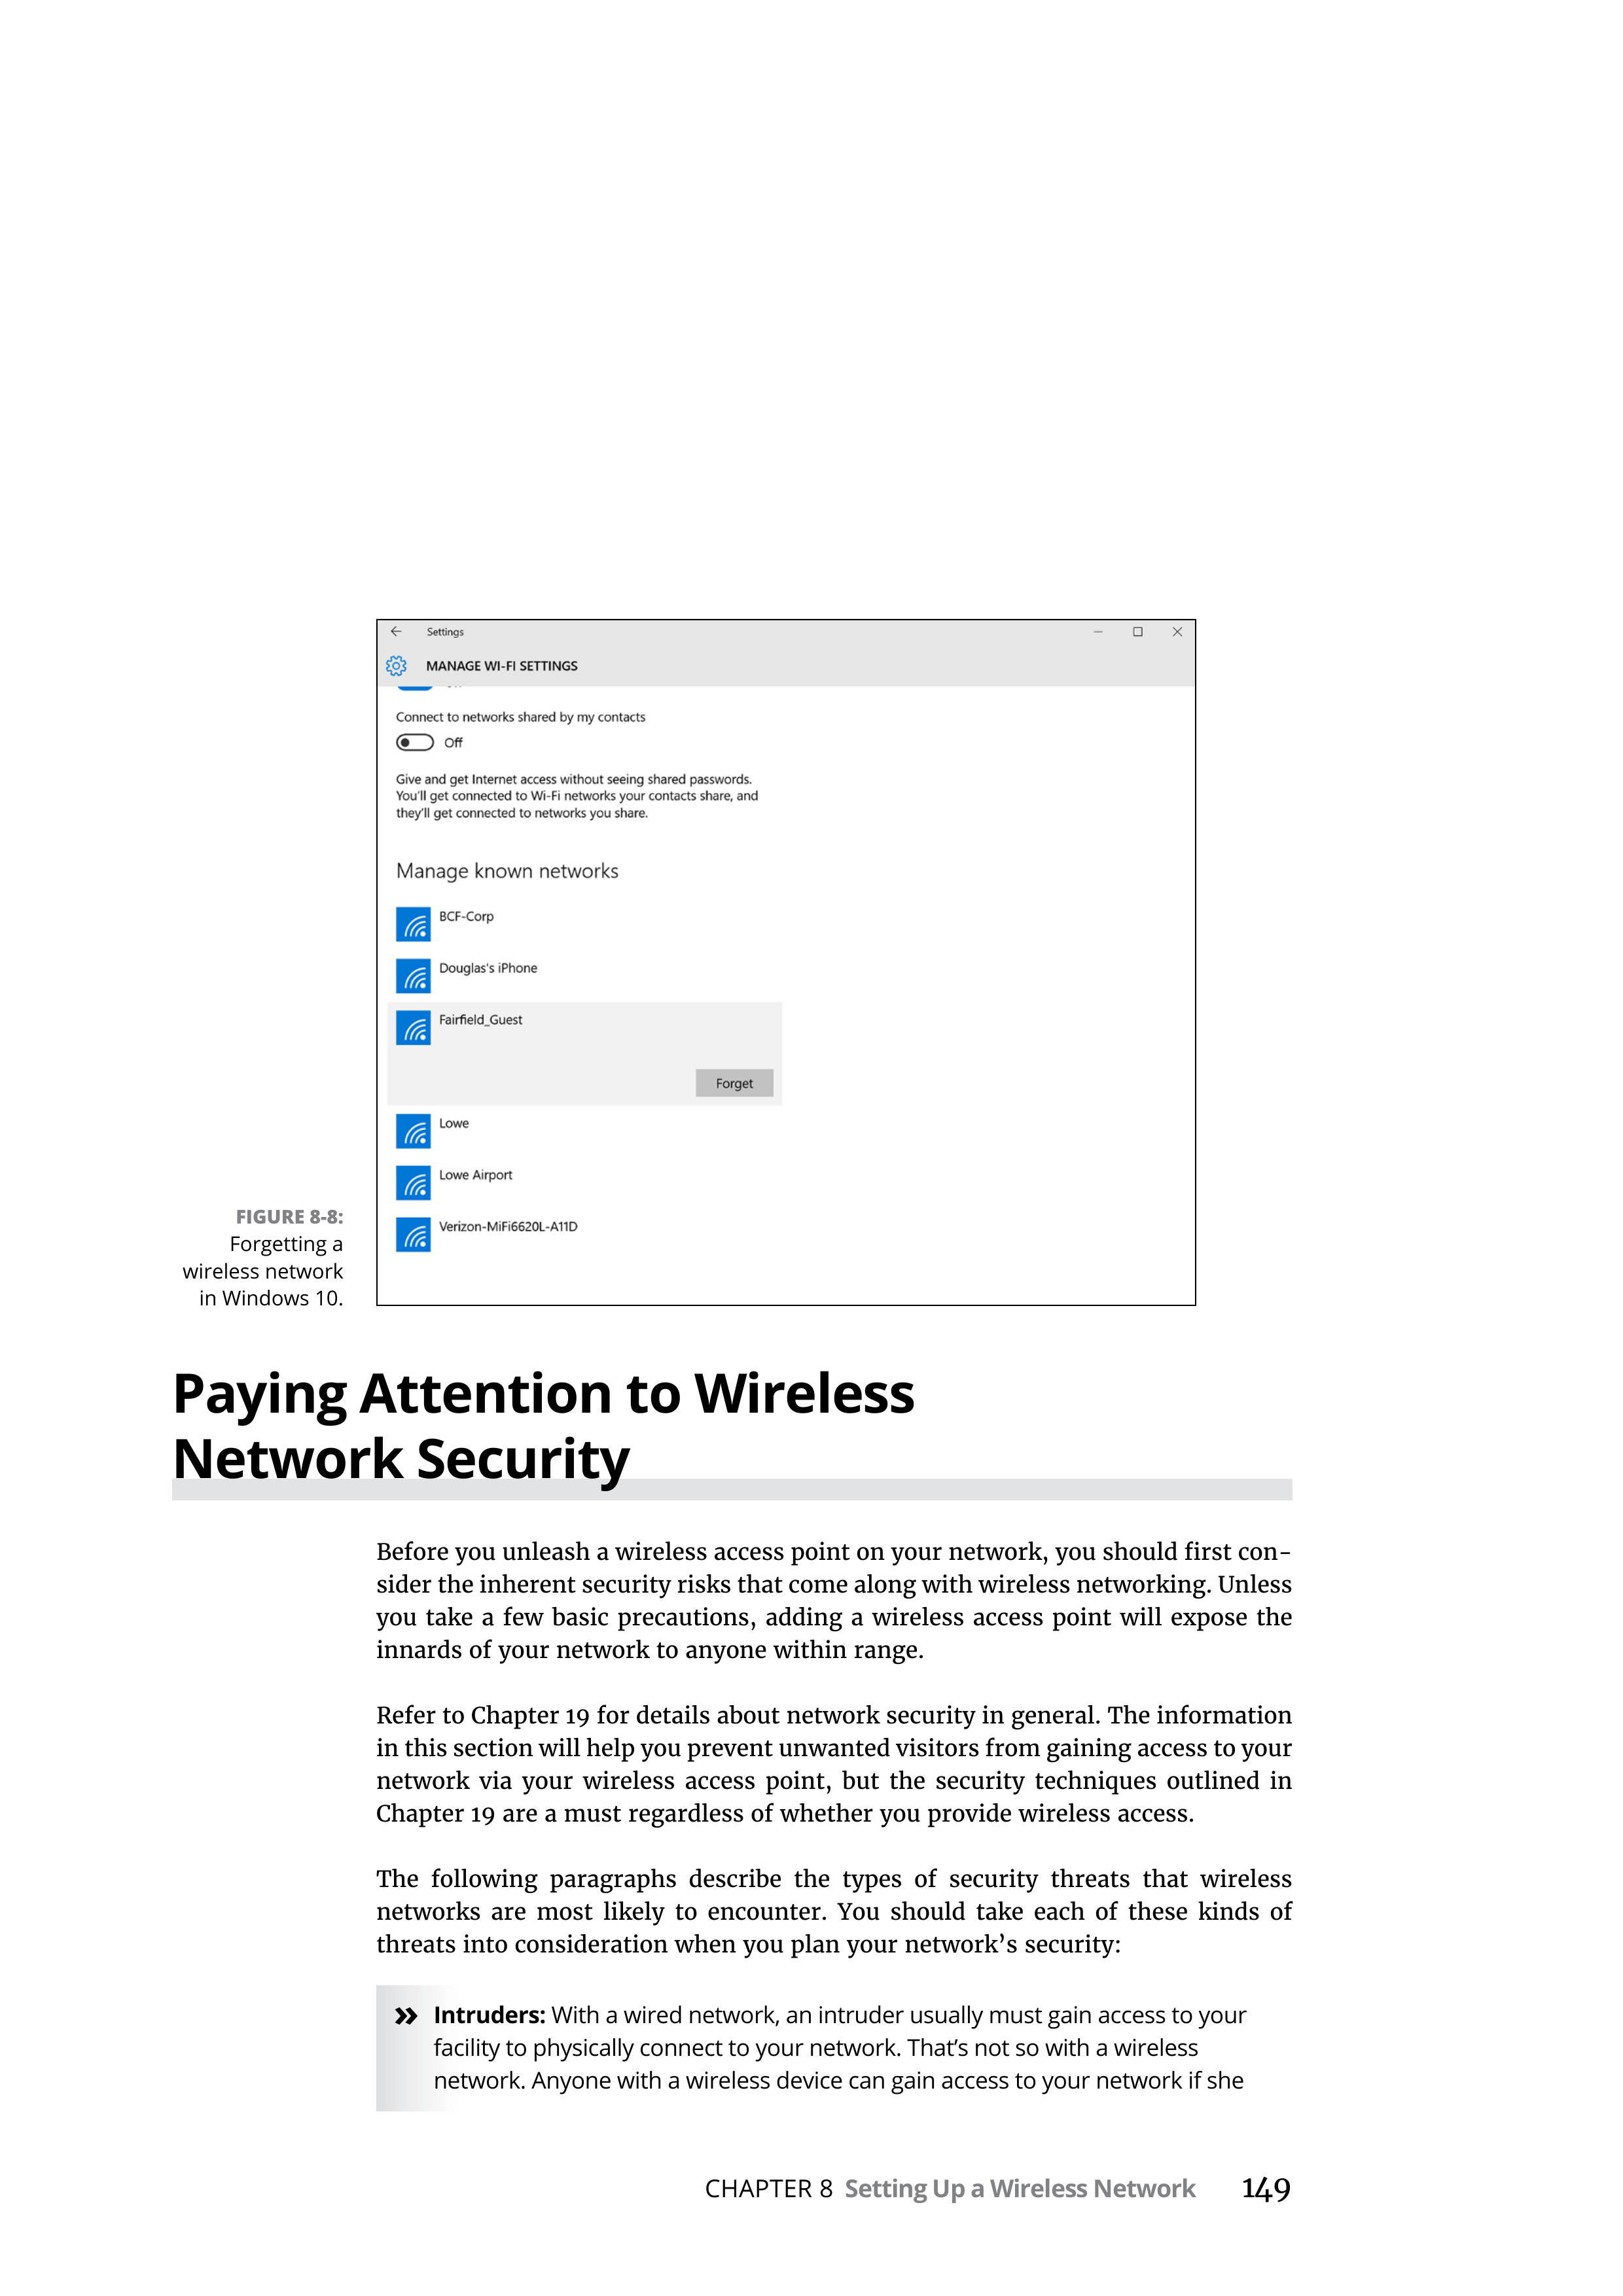 Settings
MANAGE WI-FI SETTINGS
Connect to networks shared by my contacts
Off
Give and get Internet access without seeing shared passwords.
You'll get connected to Wi-Fi networks your contacts share, and
they'll get connected to networks you share.
Manage known networks
BCF-Corp
Douglas's iPhone
Fairfield_Guest
Forget
Lowe
Lowe Airport
Verizon-MiFi6620L-A11D
FIGURE 8-8:
Forgetting a
wireless network
in Windows 10.
Paying Attention to Wireless
Network Security
Before you unleash a wireless access point on your network, you should first con-
sider the inherent security risks that come along with wireless networking. Unless
you take a few basic precautions, adding a wireless access point will expose the
innards of your network to anyone within range.
Refer to Chapter 19 for details about network security in general. The information
in this section will help you prevent unwanted visitors from gaining access to your
network via your wireless access point, but the security techniques outlined in
Chapter 19 are a must regardless of whether you provide wireless access.
The following paragraphs describe the types of security threats that wireless
networks are most likely to encounter. You should take each of these kinds of
threats into consideration when you plan your network’s security:
» Intruders: With a wired network, an intruder usually must gain access to your
facility to physically connect to your network. That’s not so with a wireless
network. Anyone with a wireless device can gain access to your network if she
CHAPTER 8 Setting Up a Wireless Network 149